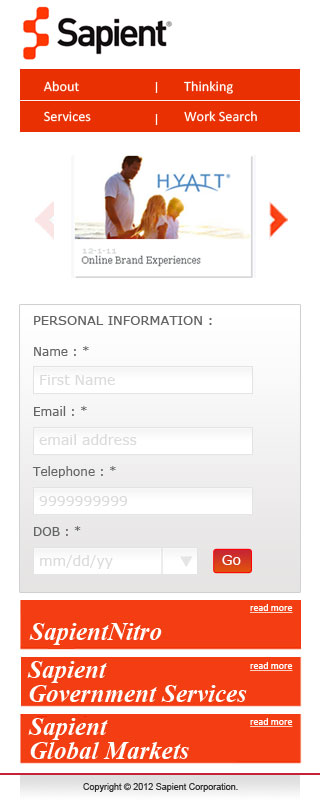 Sapient®
About | Thinking
Services | Work Search
HYATT®
12-1-11
Online Brand Experiences
PERSONAL INFORMATION :
Name : *
First Name
Email : *
email address
Telephone : *
9999999999
DOB : *
mm/dd/yy
Go
read more
SapientNitro
read more
Sapient
Government Services
read more
Sapient
Global Markets
Copyright © 2012 Sapient Corporation.